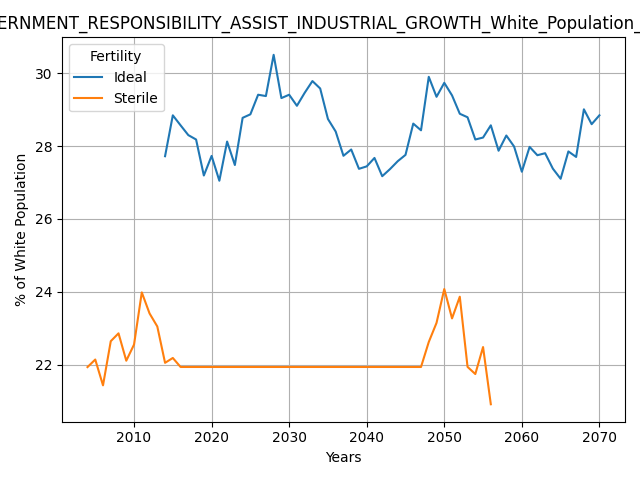 ERNMENT_RESPONSIBILITY_ASSIST_INDUSTRIAL_GROWTH_White_Population_
Fertility
Ideal
Sterile
% of White Population
30
28
26
24
22
2010 2020 2030 2040 2050 2060 2070
Years